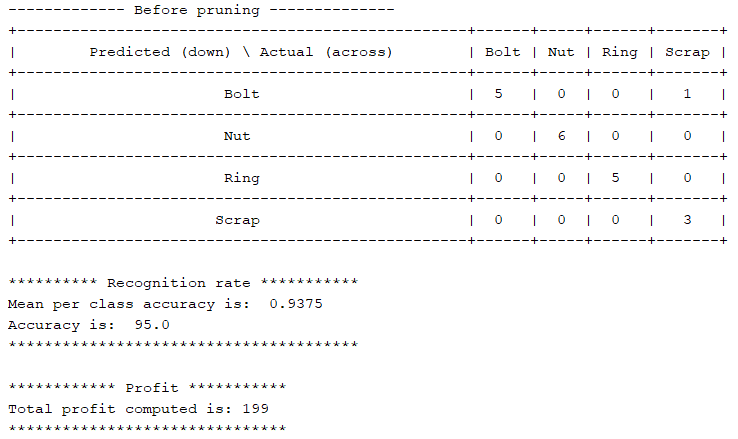 ------------- Before pruning --------------
+--------------------------------------------------+------+-----+------+-------+
|        Predicted (down) \ Actual (across)        | Bolt | Nut | Ring | Scrap |
+--------------------------------------------------+------+-----+------+-------+
|                       Bolt                       |  5   |  0  |  0   |   1   |
+--------------------------------------------------+------+-----+------+-------+
|                       Nut                        |  0   |  6  |  0   |   0   |
+--------------------------------------------------+------+-----+------+-------+
|                       Ring                       |  0   |  0  |  5   |   0   |
+--------------------------------------------------+------+-----+------+-------+
|                      Scrap                       |  0   |  0  |  0   |   3   |
+--------------------------------------------------+------+-----+------+-------+
********** Recognition rate ***********
Mean per class accuracy is:  0.9375
Accuracy is:  95.0
***************************************
************ Profit ***********
Total profit computed is: 199
*******************************